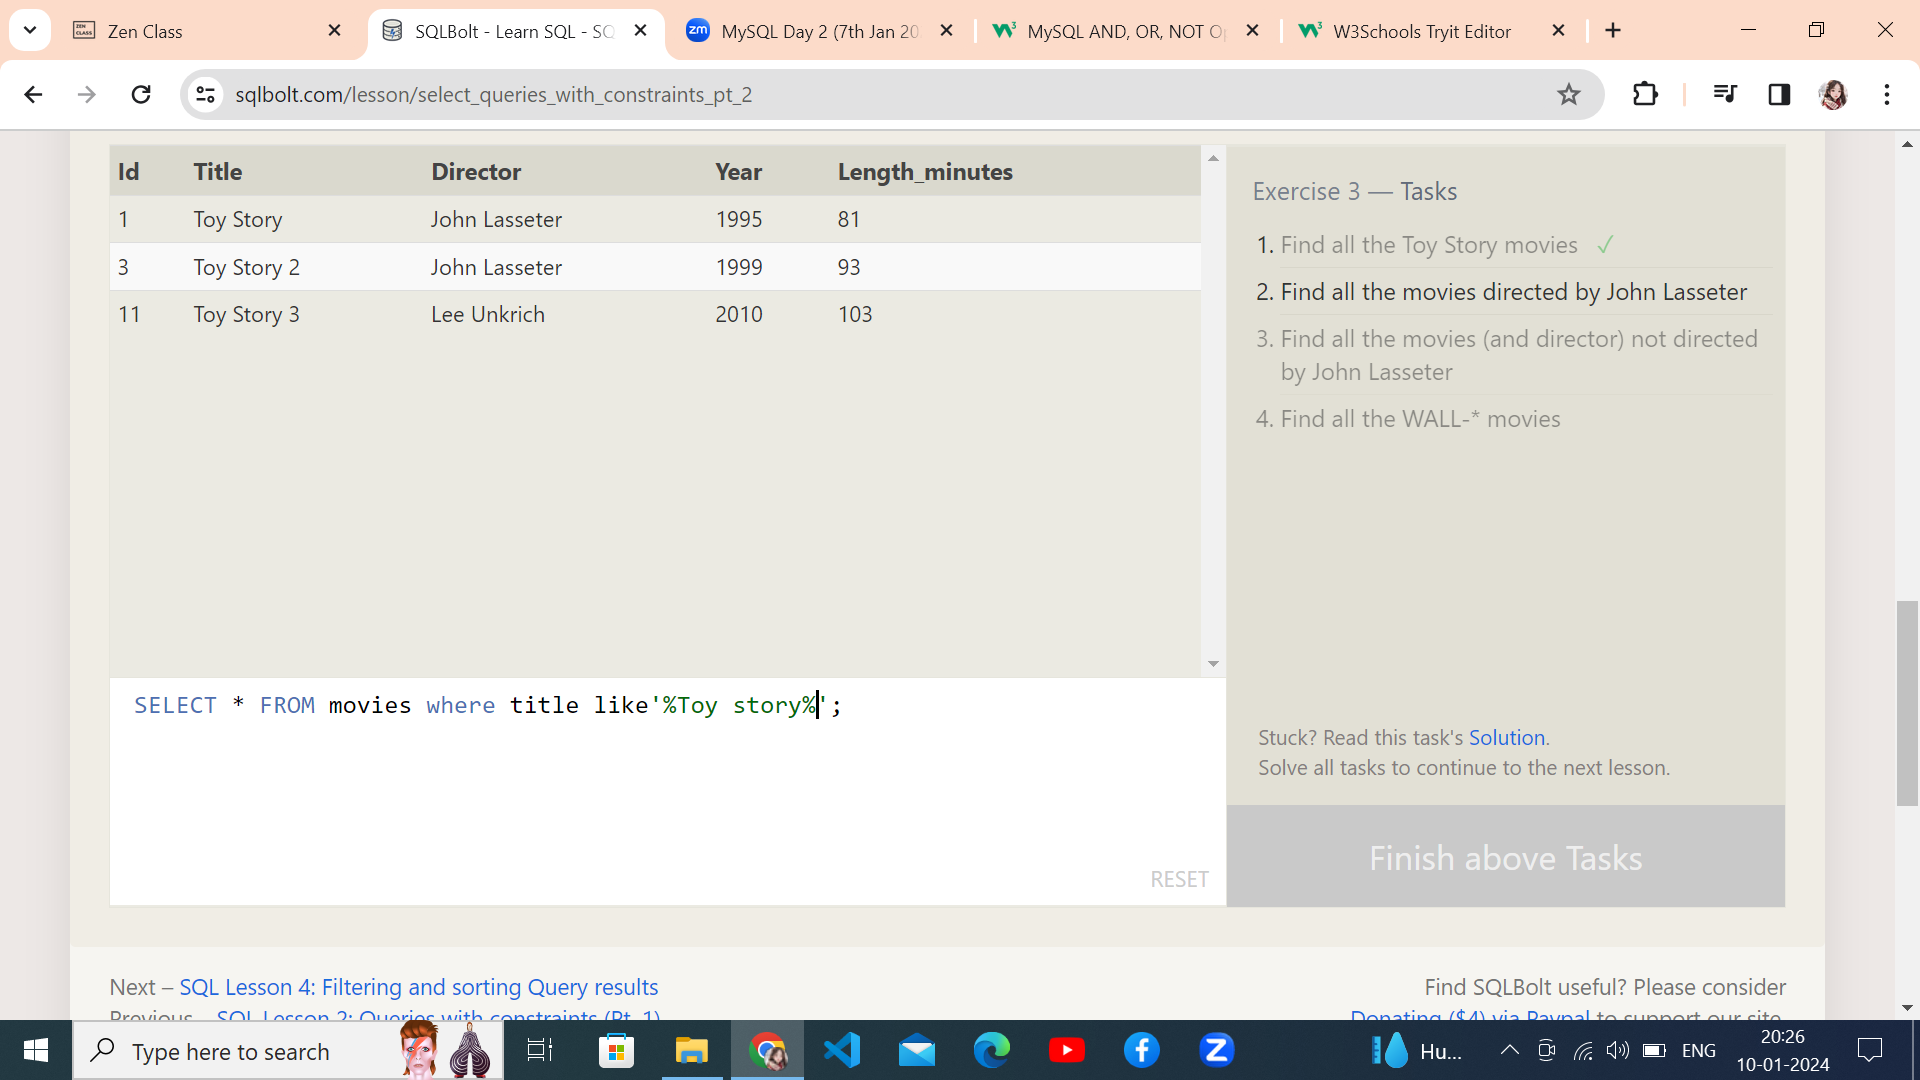 Zen Class
SQLBolt - Learn SQL - SQ
MySQL Day 2 (7th Jan 20
MySQL AND, OR, NOT Op
W3Schools Tryit Editor
sqlbolt.com/lesson/select_queries_with_constraints_pt_2
Id Title Director Year Length_minutes
1 Toy Story John Lasseter 1995 81
3 Toy Story 2 John Lasseter 1999 93
11 Toy Story 3 Lee Unkrich 2010 103
Exercise 3 — Tasks
1. Find all the Toy Story movies ✓
2. Find all the movies directed by John Lasseter
3. Find all the movies (and director) not directed
by John Lasseter
4. Find all the WALL-* movies
SELECT * FROM movies where title like'%Toy story%';
RESET
Stuck? Read this task's Solution.
Solve all tasks to continue to the next lesson.
Finish above Tasks
Next – SQL Lesson 4: Filtering and sorting Query results
Previous – SQL Lesson 2: Queries with constraints (Pt. 1)
Find SQLBolt useful? Please consider
Donating ($4) via Paypal to support our site.
Type here to search
Hu...
ENG
20:26
10-01-2024